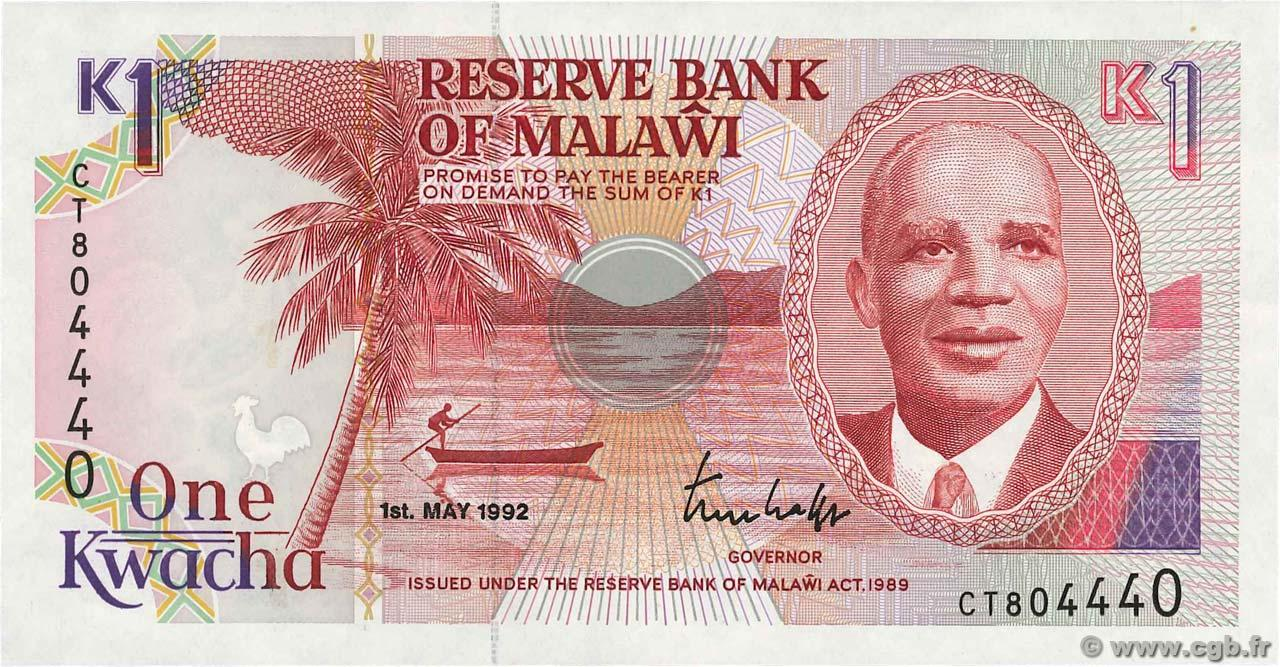 K1
RESERVE BANK
OF MALAŴI
PROMISE TO PAY THE BEARER
ON DEMAND THE SUM OF K1
K1
CT804440
One
Kwacha
1st. MAY 1992
GOVERNOR
ISSUED UNDER THE RESERVE BANK OF MALAŴI ACT.1989
CT804440
© www.cgb.fr